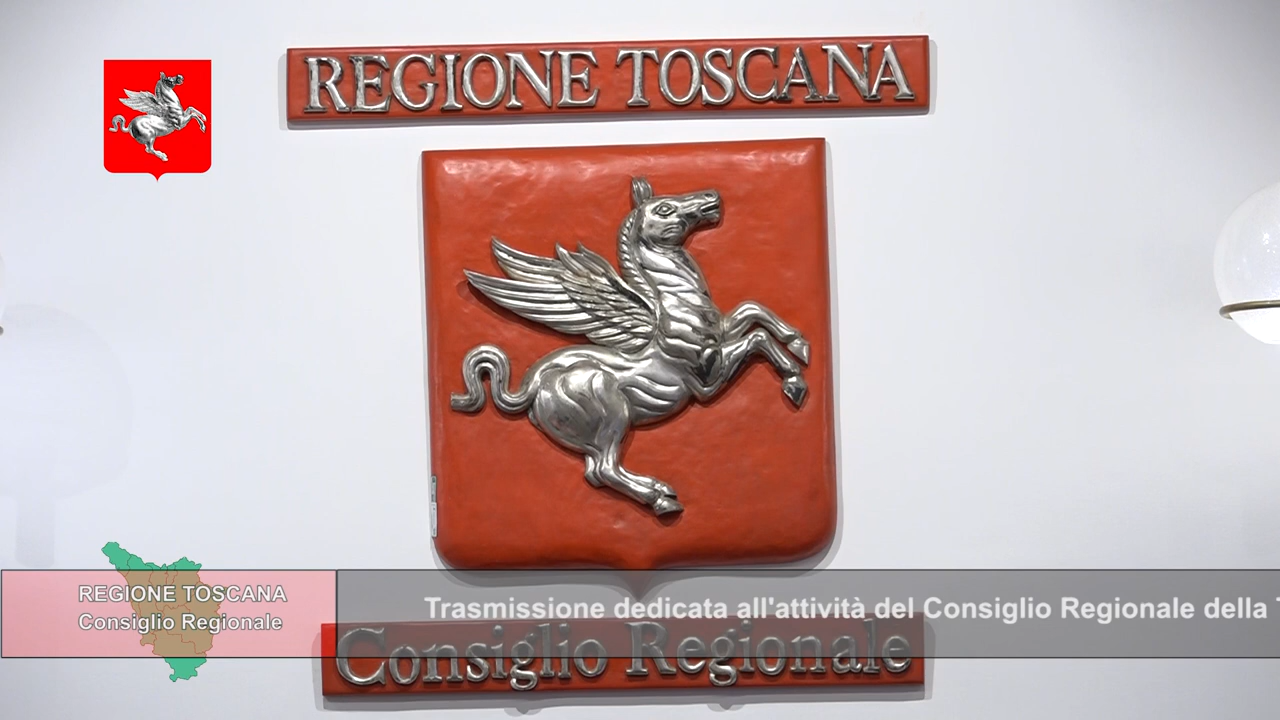 REGIONE TOSCANA
REGIONE TOSCANA
Consiglio Regionale
Trasmissione dedicata all'attività del Consiglio Regionale della
Consiglio Regionale